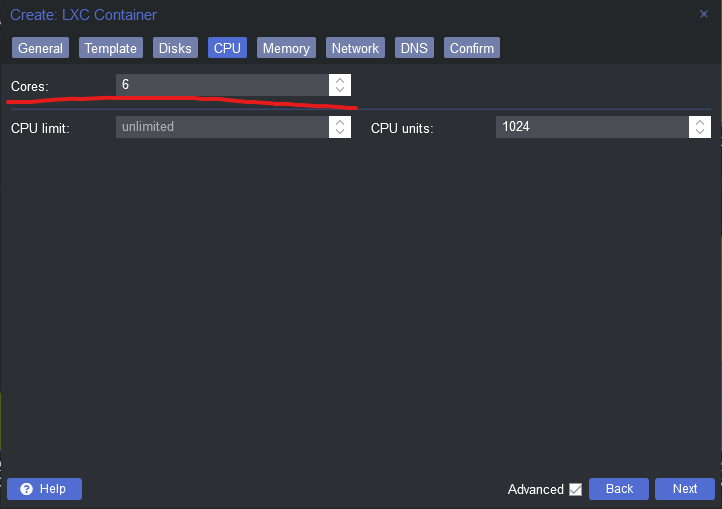 Create: LXC Container
General Template Disks CPU Memory Network DNS Confirm
Cores: 6
CPU limit: unlimited CPU units: 1024
Help Advanced Back Next